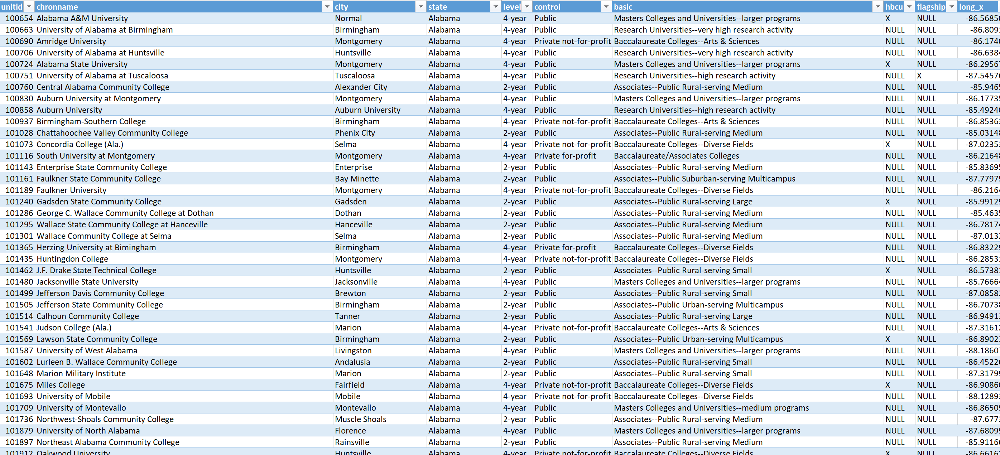 unitid chronname city state level control basic hbcu flagship long_x
100654 Alabama A&M University Normal Alabama 4-year Public Masters Colleges and Universities--larger programs X NULL -86.5685
100663 University of Alabama at Birmingham Birmingham Alabama 4-year Public Research Universities--very high research activity NULL NULL -86.809
100690 Amridge University Montgomery Alabama 4-year Private not-for-profit Baccalaureate Colleges--Arts & Sciences NULL NULL -86.174
100706 University of Alabama at Huntsville Huntsville Alabama 4-year Public Research Universities--very high research activity NULL NULL -86.638
100724 Alabama State University Montgomery Alabama 4-year Public Masters Colleges and Universities--larger programs X NULL -86.2956
100751 University of Alabama at Tuscaloosa Tuscaloosa Alabama 4-year Public Research Universities--high research activity NULL X -87.5457
100760 Central Alabama Community College Alexander City Alabama 2-year Public Associates--Public Rural-serving Medium NULL NULL -85.946
100830 Auburn University at Montgomery Montgomery Alabama 4-year Public Masters Colleges and Universities--larger programs NULL NULL -86.1773
100858 Auburn University Auburn University Alabama 4-year Public Research Universities--high research activity NULL NULL -85.4924
100937 Birmingham-Southern College Birmingham Alabama 4-year Private not-for-profit Baccalaureate Colleges--Arts & Sciences NULL NULL -86.8536
101028 Chattahoochee Valley Community College Phenix City Alabama 2-year Public Associates--Public Rural-serving Medium NULL NULL -85.0314
101073 Concordia College (Ala.) Selma Alabama 4-year Private not-for-profit Baccalaureate Colleges--Diverse Fields X NULL -87.0235
101116 South University at Montgomery Montgomery Alabama 4-year Private for-profit Baccalaureate/Associates Colleges NULL NULL -86.2164
101143 Enterprise State Community College Enterprise Alabama 2-year Public Associates--Public Rural-serving Medium NULL NULL -85.8369
101161 Faulkner State Community College Bay Minette Alabama 2-year Public Associates--Public Suburban-serving Multicampus NULL NULL -87.7797
101189 Faulkner University Montgomery Alabama 4-year Private not-for-profit Baccalaureate Colleges--Diverse Fields NULL NULL -86.216
101240 Gadsden State Community College Gadsden Alabama 2-year Public Associates--Public Rural-serving Large X NULL -85.9912
101286 George C. Wallace Community College at Dothan Dothan Alabama 2-year Public Associates--Public Rural-serving Medium NULL NULL -85.463
101295 Wallace State Community College at Hanceville Hanceville Alabama 2-year Public Associates--Public Rural-serving Medium NULL NULL -86.7817
101301 Wallace Community College at Selma Selma Alabama 2-year Public Associates--Public Rural-serving Medium NULL NULL -87.013
101365 Herzing University at Bimingham Birmingham Alabama 4-year Private for-profit Baccalaureate Colleges--Diverse Fields NULL NULL -86.8322
101435 Huntingdon College Montgomery Alabama 4-year Private not-for-profit Baccalaureate Colleges--Diverse Fields NULL NULL -86.2853
101462 J.F. Drake State Technical College Huntsville Alabama 2-year Public Associates--Public Rural-serving Small X NULL -86.5738
101480 Jacksonville State University Jacksonville Alabama 4-year Public Masters Colleges and Universities--larger programs NULL NULL -85.7666
101499 Jefferson Davis Community College Brewton Alabama 2-year Public Associates--Public Rural-serving Small NULL NULL -87.0858
101505 Jefferson State Community College Birmingham Alabama 2-year Public Associates--Public Urban-serving Multicampus NULL NULL -86.7073
101514 Calhoun Community College Tanner Alabama 2-year Public Associates--Public Rural-serving Large NULL NULL -86.9491
101541 Judson College (Ala.) Marion Alabama 4-year Private not-for-profit Baccalaureate Colleges--Arts & Sciences NULL NULL -87.3161
101569 Lawson State Community College Birmingham Alabama 2-year Public Associates--Public Urban-serving Multicampus X NULL -86.8902
101587 University of West Alabama Livingston Alabama 4-year Public Masters Colleges and Universities--larger programs NULL NULL -88.1860
101602 Lurleen B. Wallace Community College Andalusia Alabama 2-year Public Associates--Public Rural-serving Small NULL NULL -86.4522
101648 Marion Military Institute Marion Alabama 2-year Public Associates--Public Rural-serving Small NULL NULL -87.3179
101675 Miles College Fairfield Alabama 4-year Private not-for-profit Baccalaureate Colleges--Diverse Fields X NULL -86.9086
101693 University of Mobile Mobile Alabama 4-year Private not-for-profit Baccalaureate Colleges--Diverse Fields NULL NULL -88.1289
101709 University of Montevallo Montevallo Alabama 4-year Public Masters Colleges and Universities--medium programs NULL NULL -86.8650
101736 Northwest-Shoals Community College Muscle Shoals Alabama 2-year Public Associates--Public Rural-serving Medium NULL NULL -87.677
101879 University of North Alabama Florence Alabama 4-year Public Masters Colleges and Universities--larger programs NULL NULL -87.6809
101897 Northeast Alabama Community College Rainsville Alabama 2-year Public Associates--Public Rural-serving Medium NULL NULL -85.9116
101912 Oakwood University Huntsville Alabama 4-year Private not-for-profit Baccalaureate Colleges--Diverse Fields X NULL -86.6616